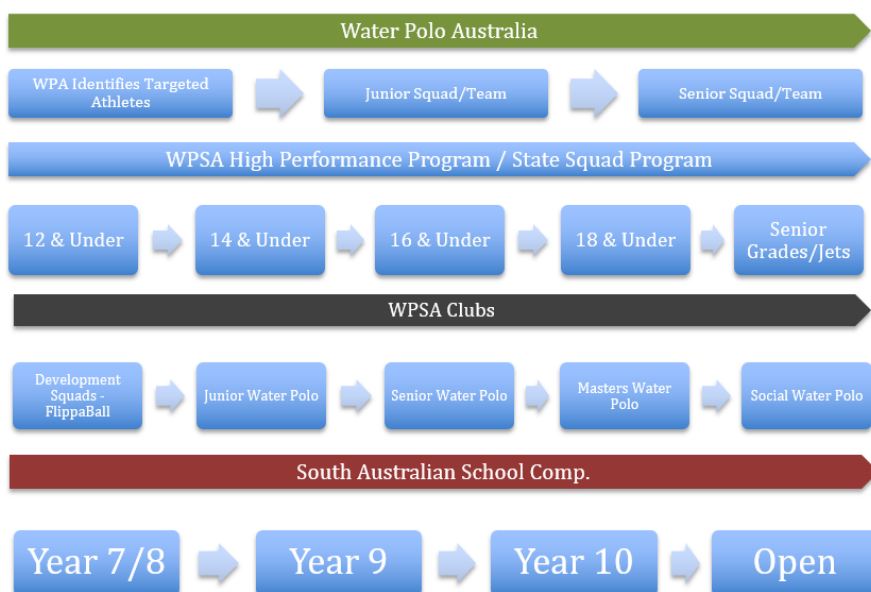 Water Polo Australia
WPA Identifies Targeted
Athletes
Junior Squad/Team
Senior Squad/Team
WPSA High Performance Program / State Squad Program
12 & Under
14 & Under
16 & Under
18 & Under
Senior
Grades/Jets
WPSA Clubs
Development
Squads -
FlippaBall
Junior Water Polo
Senior Water Polo
Masters Water
Polo
Social Water Polo
South Australian School Comp.
Year 7/8
Year 9
Year 10
Open